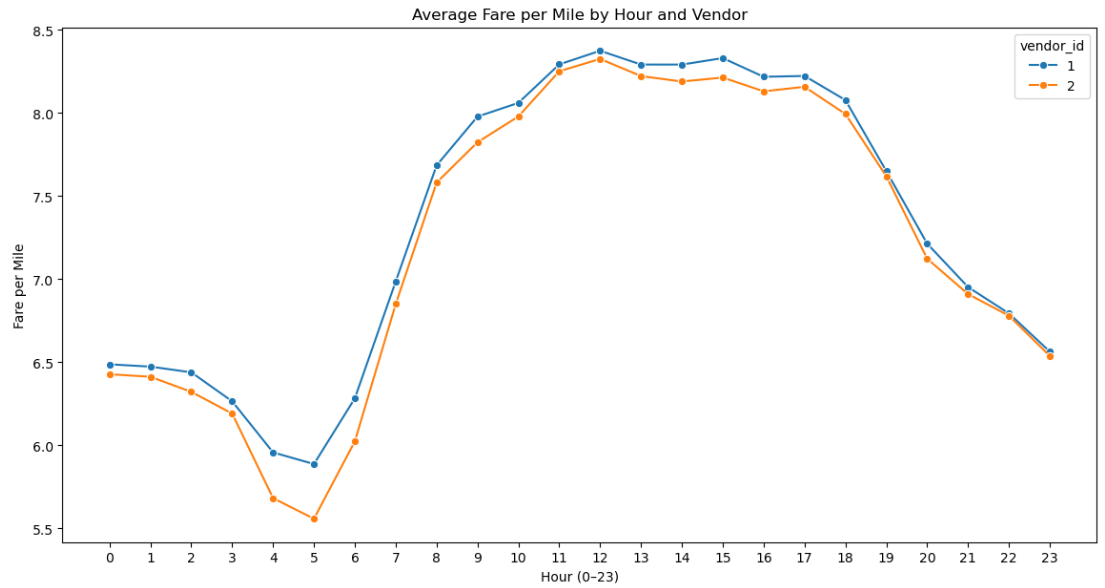 Average Fare per Mile by Hour and Vendor
8.5
8.0
7.5
7.0
6.5
6.0
5.5
Fare per Mile
vendor_id
1
2
0 1 2 3 4 5 6 7 8 9 10 11 12 13 14 15 16 17 18 19 20 21 22 23
Hour (0–23)